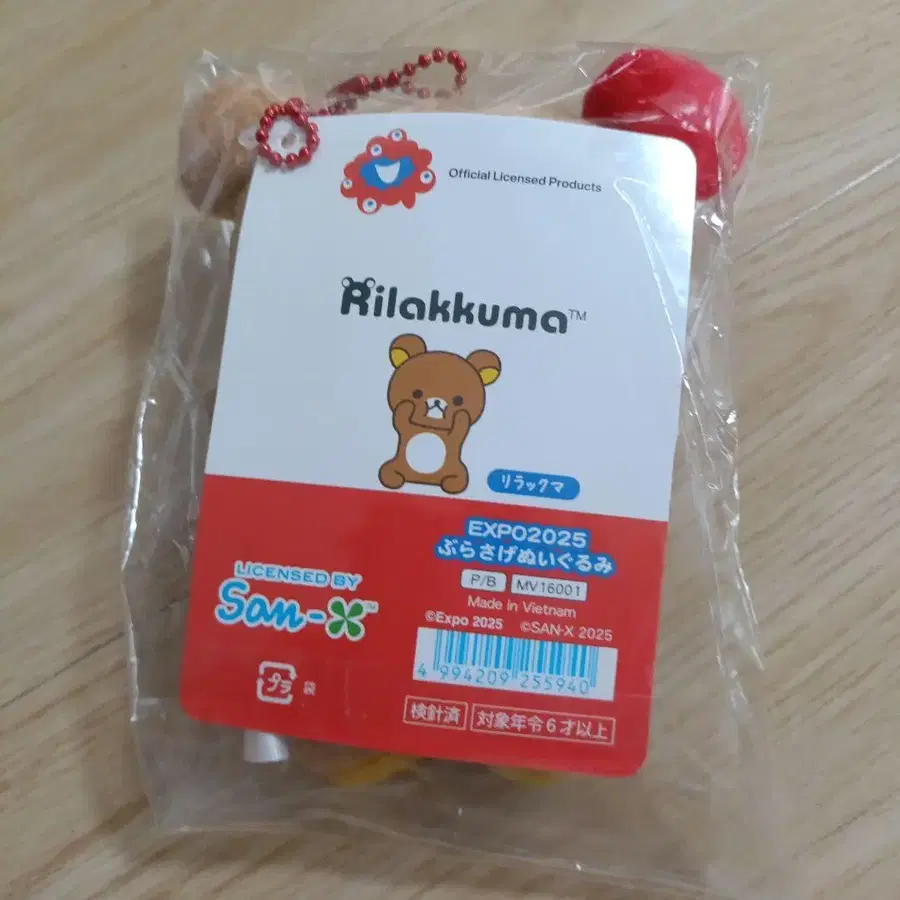 Official Licensed Products
Rilakkuma™
リラックマ
EXPO2025
ぶらさげぬいぐるみ
P/B MV16001
Made in Vietnam
©Expo 2025 ©SAN-X 2025
LICENSED BY
San-X™
4 994209 255940
プラ 袋
検針済 対象年令6才以上